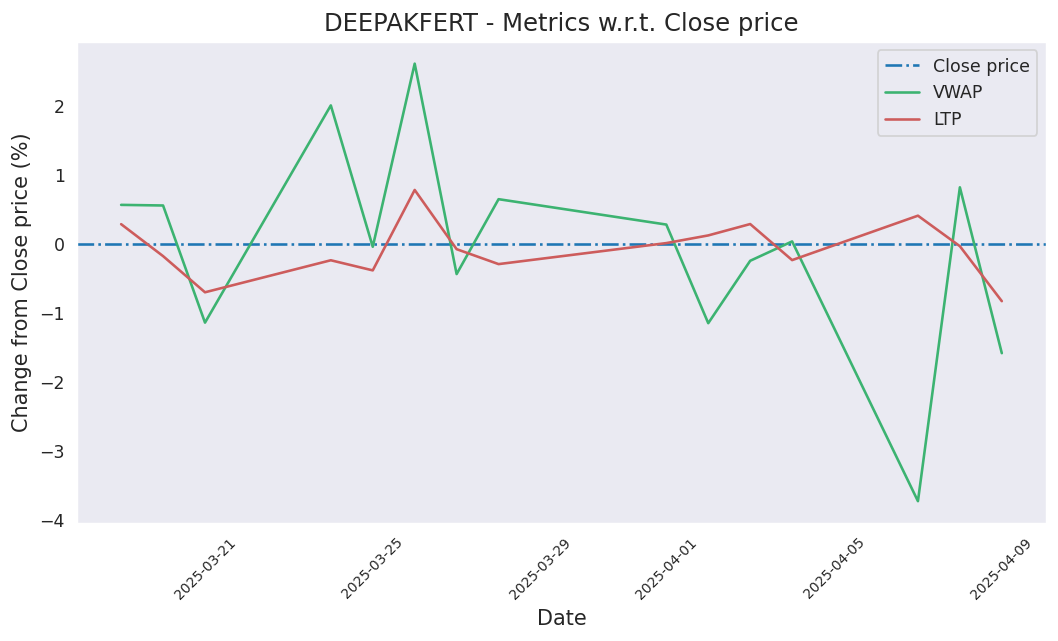 DEEPAKFERT - Metrics w.r.t. Close price
Close price
VWAP
LTP
Change from Close price (%)
2
1
0
−1
−2
−3
−4
2025-03-21
2025-03-25
2025-03-29
2025-04-01
2025-04-05
2025-04-09
Date